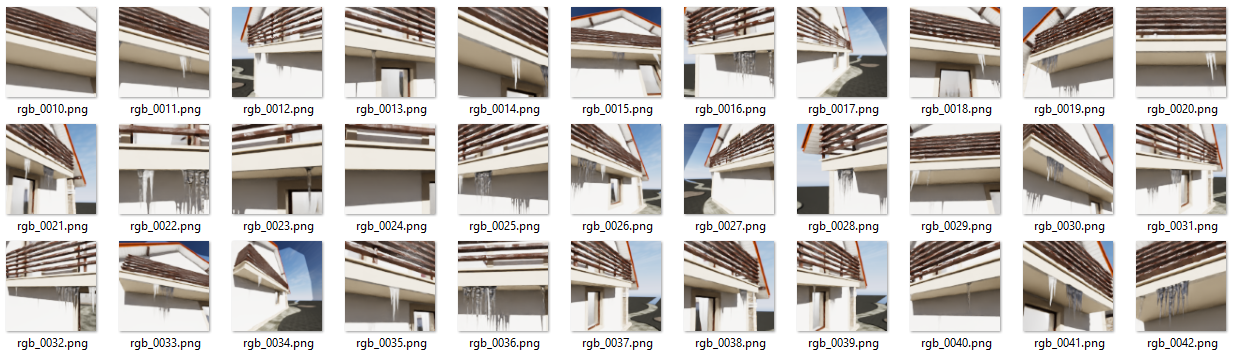 rgb_0010.png rgb_0011.png rgb_0012.png rgb_0013.png rgb_0014.png rgb_0015.png rgb_0016.png rgb_0017.png rgb_0018.png rgb_0019.png rgb_0020.png
rgb_0021.png rgb_0022.png rgb_0023.png rgb_0024.png rgb_0025.png rgb_0026.png rgb_0027.png rgb_0028.png rgb_0029.png rgb_0030.png rgb_0031.png
rgb_0032.png rgb_0033.png rgb_0034.png rgb_0035.png rgb_0036.png rgb_0037.png rgb_0038.png rgb_0039.png rgb_0040.png rgb_0041.png rgb_0042.png